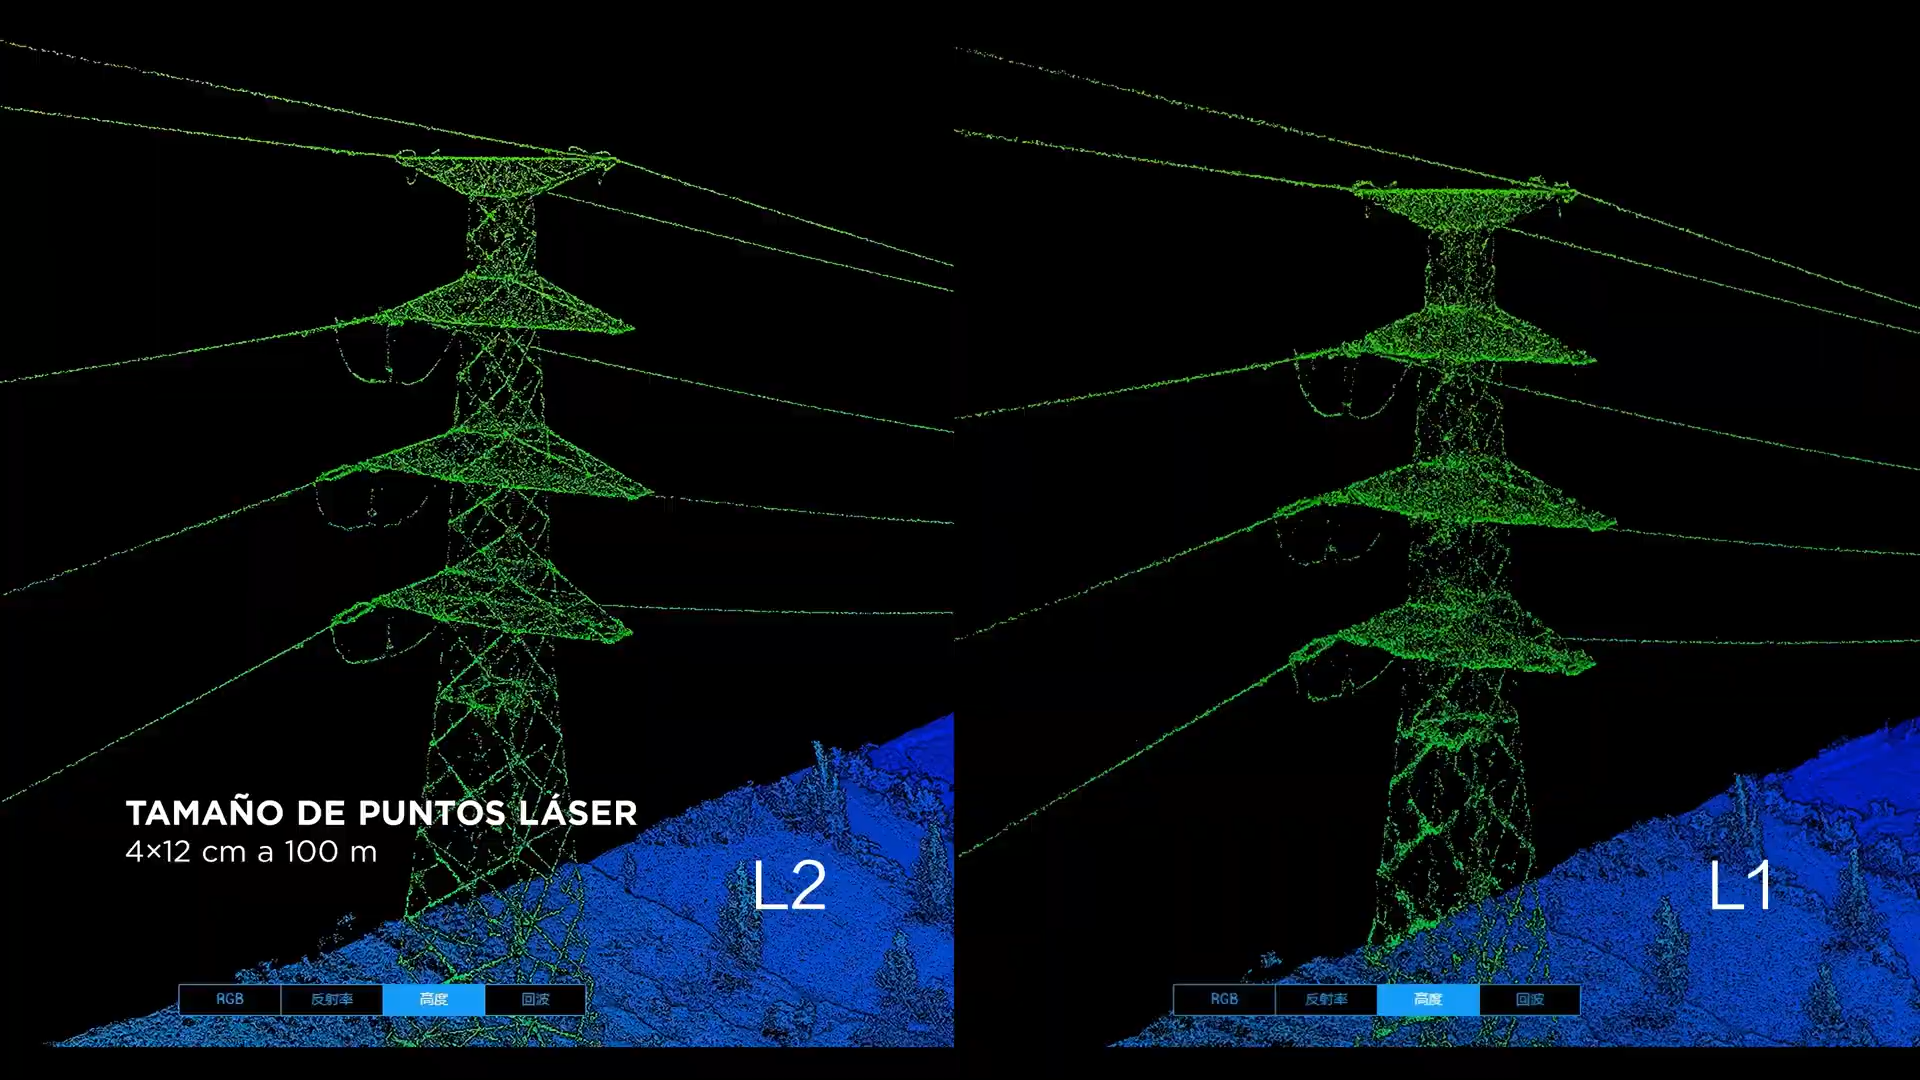 TAMAÑO DE PUNTOS LÁSER
4×12 cm a 100 m
L2
L1
RGB 反射率 高度 回波
RGB 反射率 高度 回波